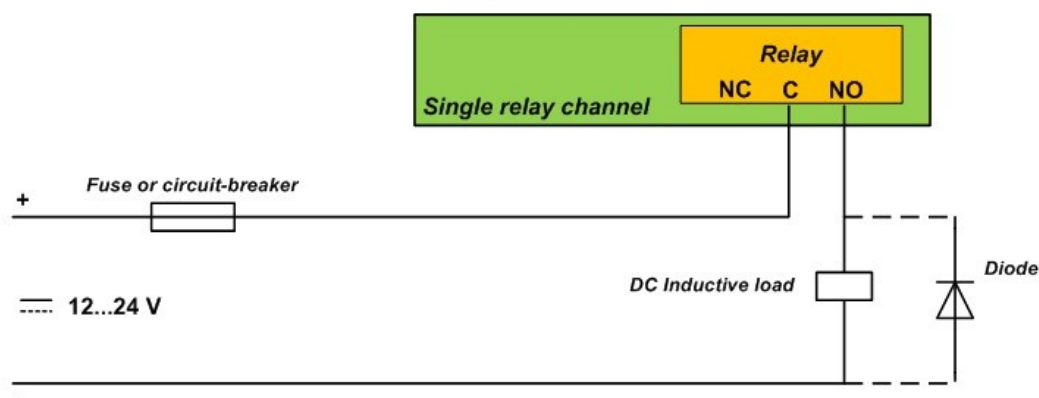 Relay
NC C NO
Single relay channel
Fuse or circuit-breaker
+
DC Inductive load
Diode
12...24 V